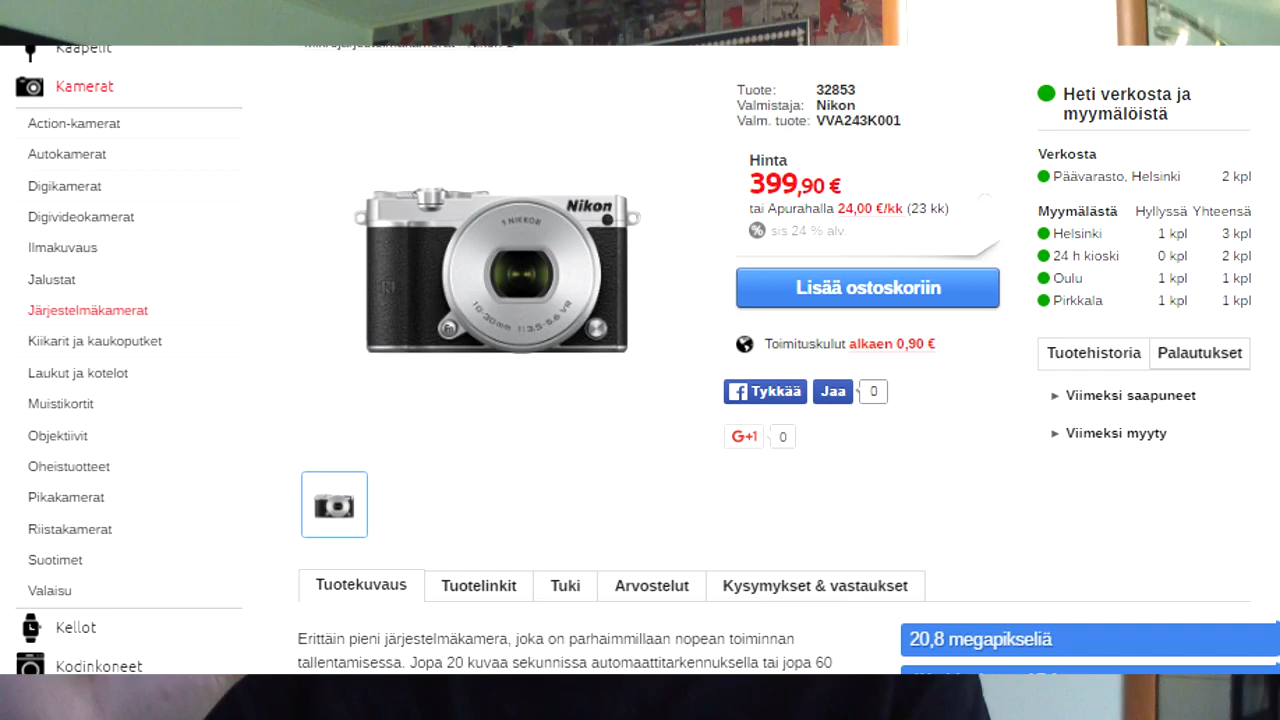 Kaapelit
Kamerat
Action-kamerat
Autokamerat
Digikamerat
Digivideokamerat
Ilmakuvaus
Jalustat
Järjestelmäkamerat
Kiikarit ja kaukoputket
Laukut ja kotelot
Muistikortit
Objektiivit
Oheistuotteet
Pikakamerat
Riistakamerat
Suotimet
Valaisu
Kellot
Kodinkoneet
Nikon
1 NIKKOR
10-30mm 1:3.5-5.6 VR
Fn
Tuote: 32853
Valmistaja: Nikon
Valm. tuote: VVA243K001
Hinta
399,90 €
tai Apurahalla 24,00 €/kk (23 kk)
% sis 24 % alv.
Lisää ostoskoriin
Toimituskulut alkaen 0,90 €
Tykkää Jaa 0
G+1 0
Heti verkosta ja
myymälöistä
Verkosta
Päävarasto, Helsinki 2 kpl
Myymälästä Hyllyssä Yhteensä
Helsinki 1 kpl 3 kpl
24 h kioski 0 kpl 2 kpl
Oulu 1 kpl 1 kpl
Pirkkala 1 kpl 1 kpl
Tuotehistoria Palautukset
Viimeksi saapuneet
Viimeksi myyty
Tuotekuvaus Tuotelinkit Tuki Arvostelut Kysymykset & vastaukset
Erittäin pieni järjestelmäkamera, joka on parhaimmillaan nopean toiminnan
tallentamisessa. Jopa 20 kuvaa sekunnissa automaattitarkennuksella tai jopa 60
20,8 megapikseliä